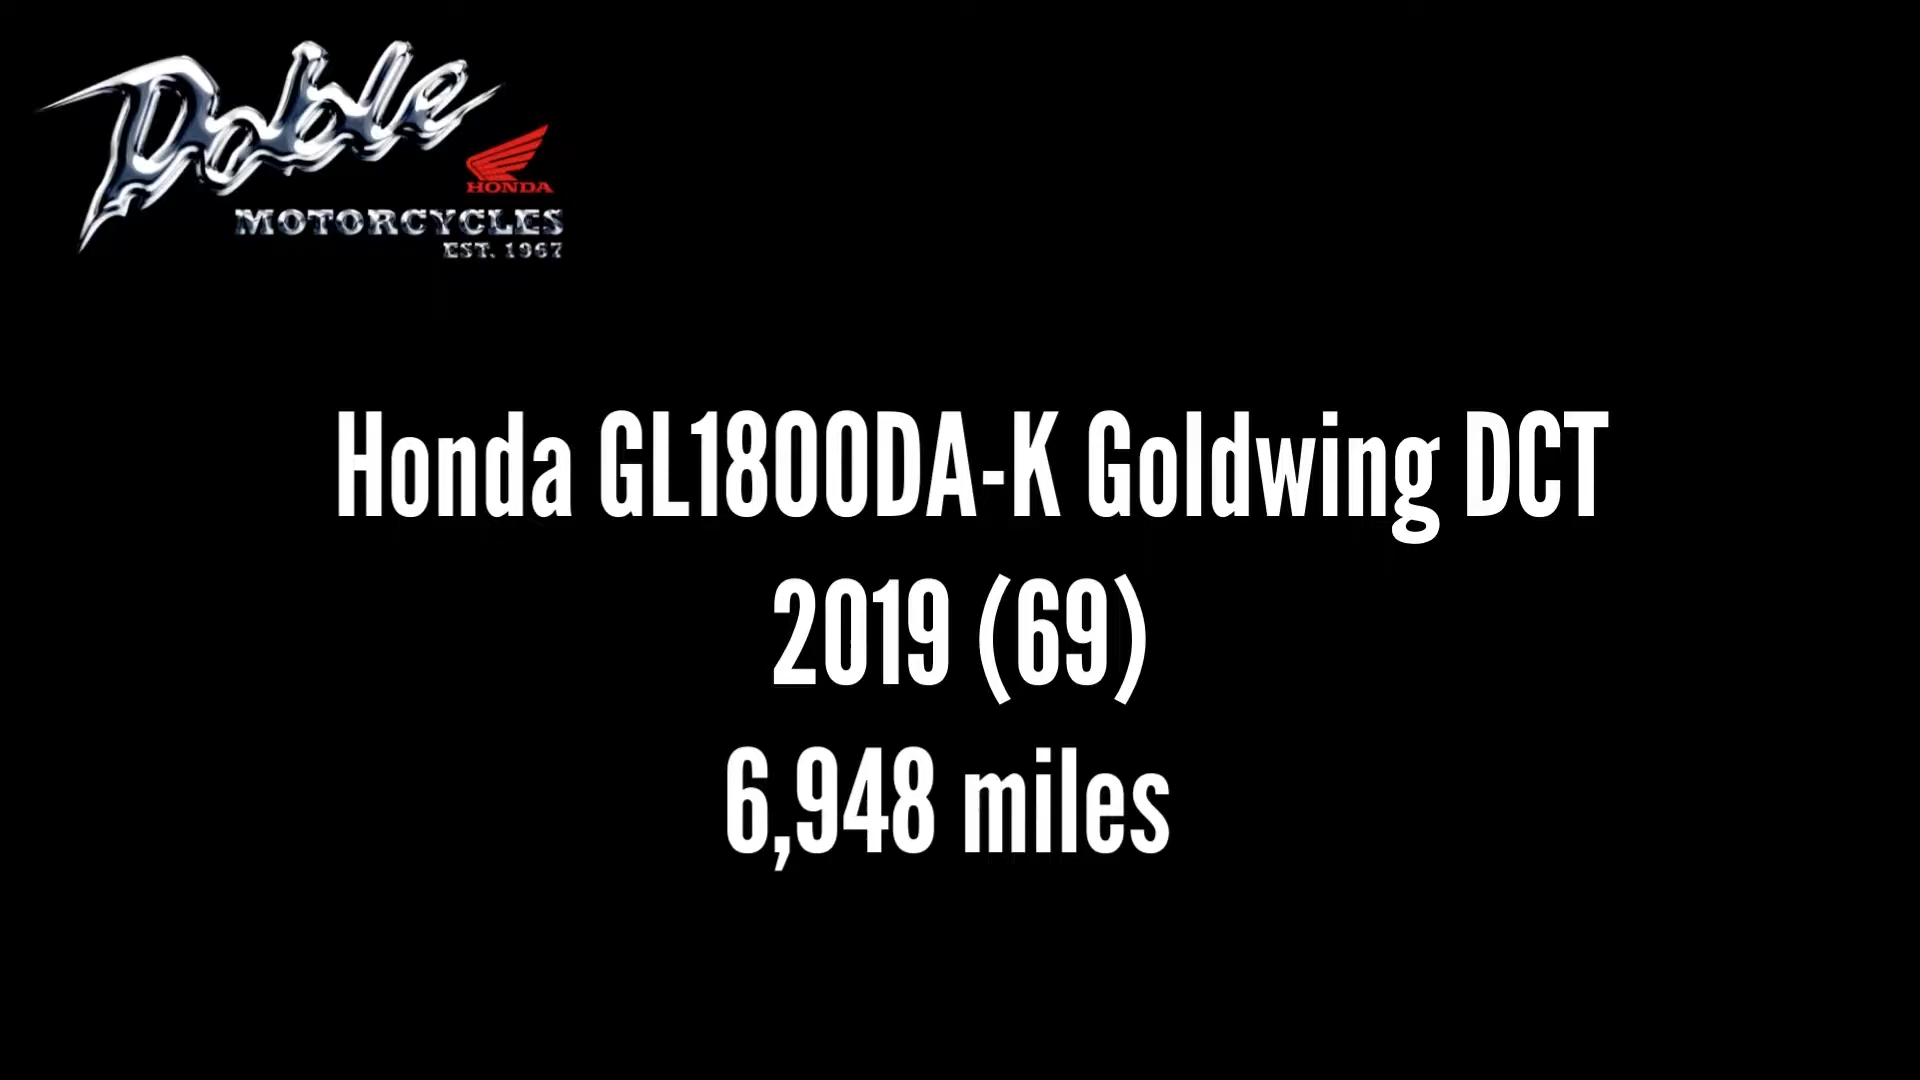 Doble
HONDA
MOTORCYCLES
EST. 1967
Honda GL1800DA-K Goldwing DCT
2019 (69)
6,948 miles